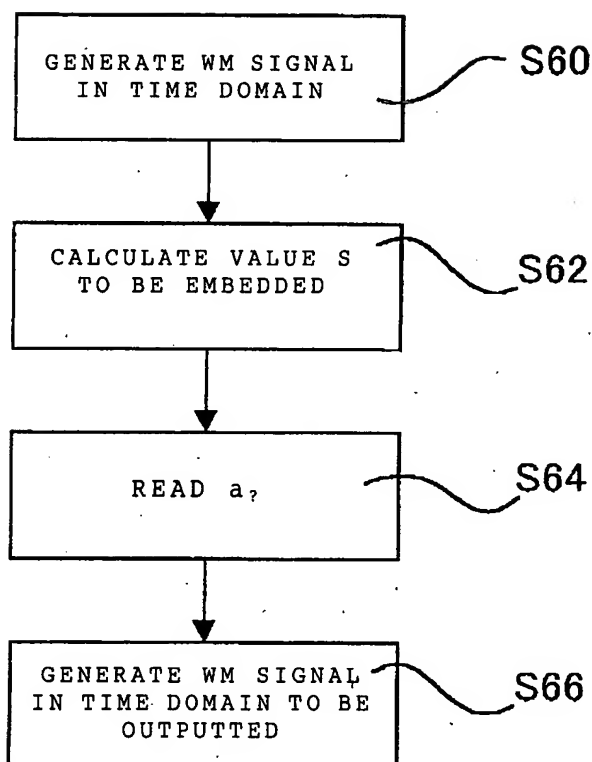 GENERATE WM SIGNAL
IN TIME DOMAIN
S60
CALCULATE VALUE S
TO BE EMBEDDED
S62
READ a?
S64
GENERATE WM SIGNAL
IN TIME DOMAIN TO BE
OUTPUTTED
S66